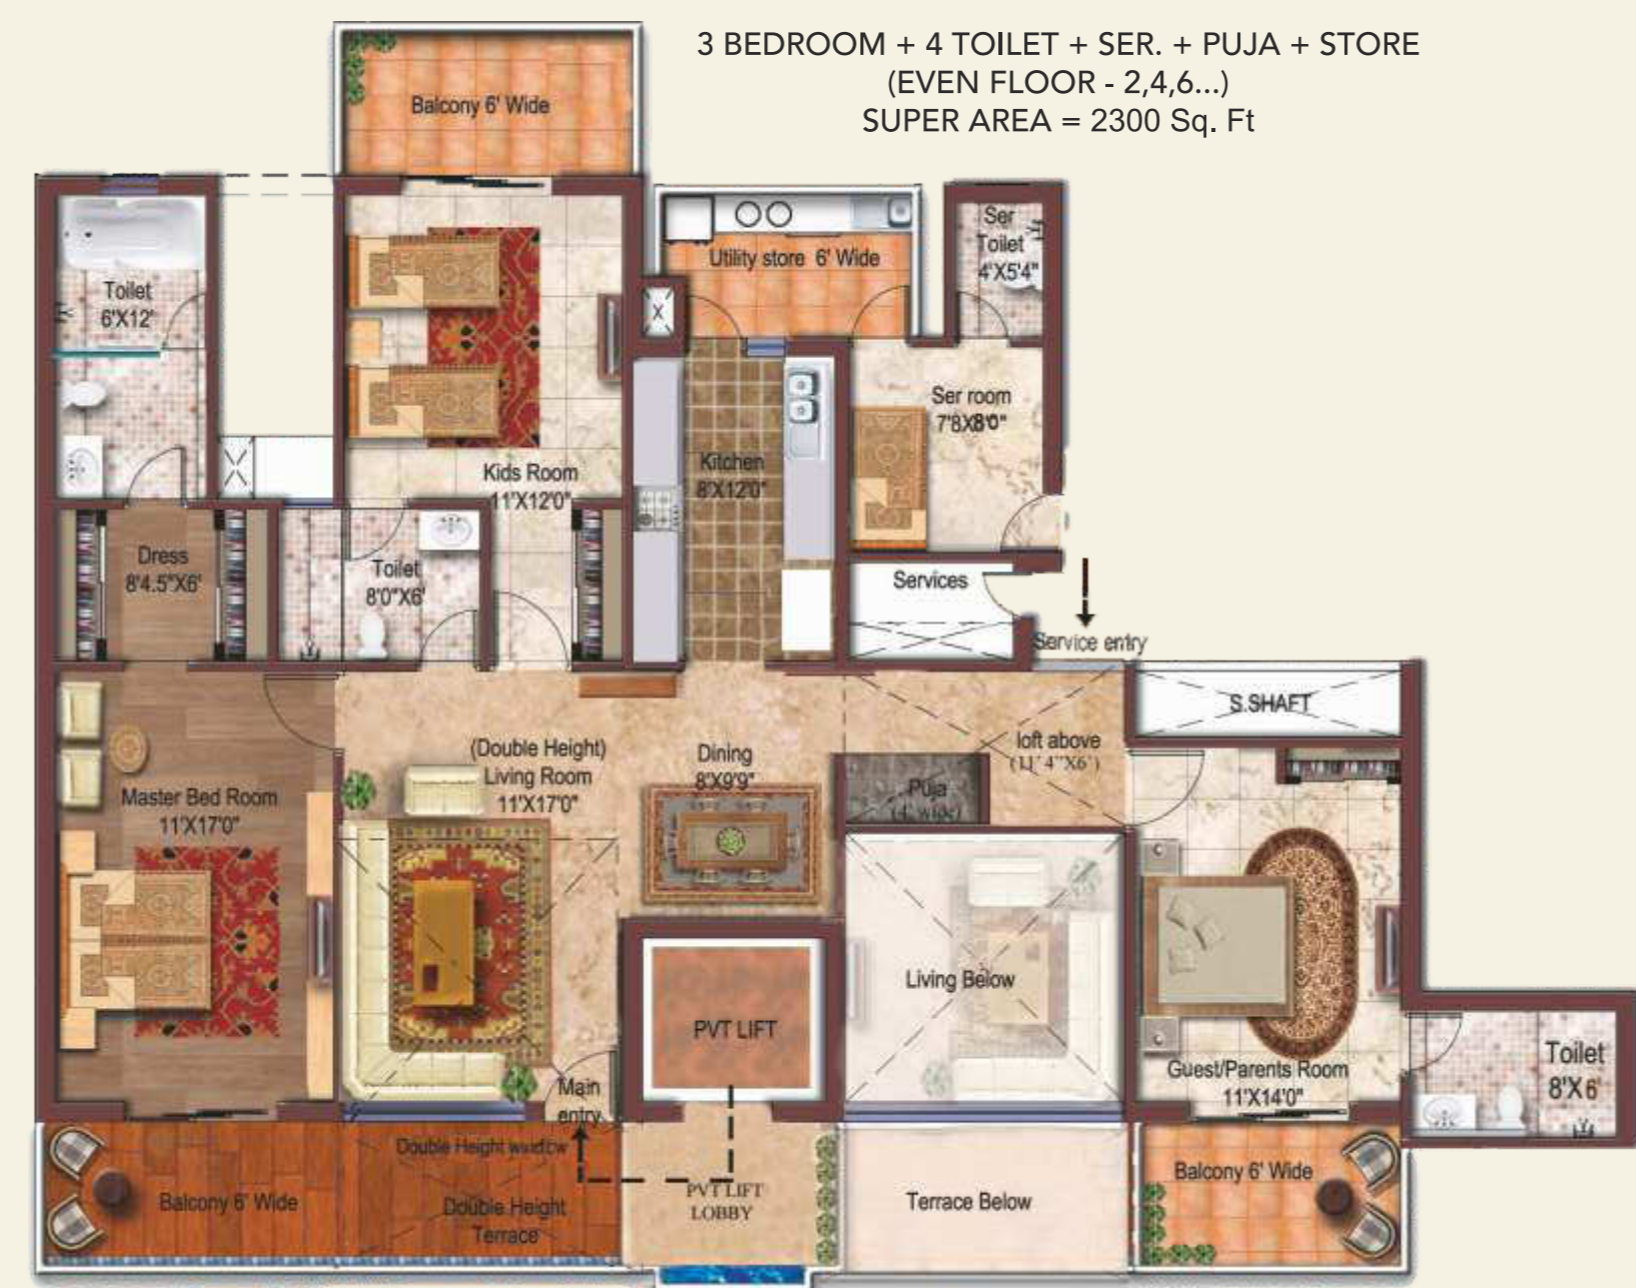 3 BEDROOM + 4 TOILET + SER. + PUJA + STORE
(EVEN FLOOR - 2,4,6...)
SUPER AREA = 2300 Sq. Ft
Balcony 6' Wide
Toilet
6'X12'
Utility store 6' Wide
Ser
Toilet
4'X5'4"
Kids Room
11'X12'0"
Kitchen
8'X12'0"
Ser room
7'8X8'0"
Dress
8'4.5"X6'
Toilet
8'0"X6'
Services
Service entry
S.SHAFT
Master Bed Room
11'X17'0"
(Double Height)
Living Room
11'X17'0"
Dining
8'X9'9"
loft above
(11'4"X6')
Puja
(4' wide)
PVT LIFT
Living Below
Guest/Parents Room
11'X14'0"
Toilet
8'X6'
Main
entry
Double Height window
Balcony 6' Wide
Double Height
Terrace
PVT LIFT
LOBBY
Terrace Below
Balcony 6' Wide